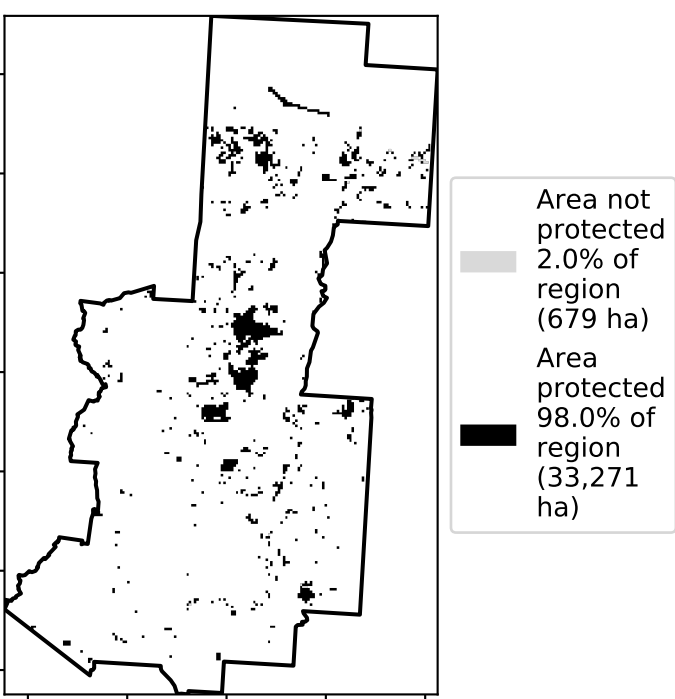 Area not
protected
2.0% of
region
(679 ha)
Area
protected
98.0% of
region
(33,271
ha)